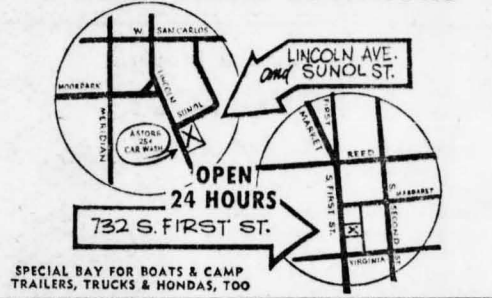 W. SAN CARLOS
LINCOLN AVE.
and SUNOL ST.
MOORPARK
LINCOLN
SUNOL
MERIDIAN
25¢
CAR WASH
FIRST
MARKET
REED
OPEN
24 HOURS
732 S. FIRST ST.
S. FIRST ST.
S. SECOND ST.
MARGARET
VIRGINIA
SPECIAL BAY FOR BOATS & CAMP
TRAILERS, TRUCKS & HONDAS, TOO